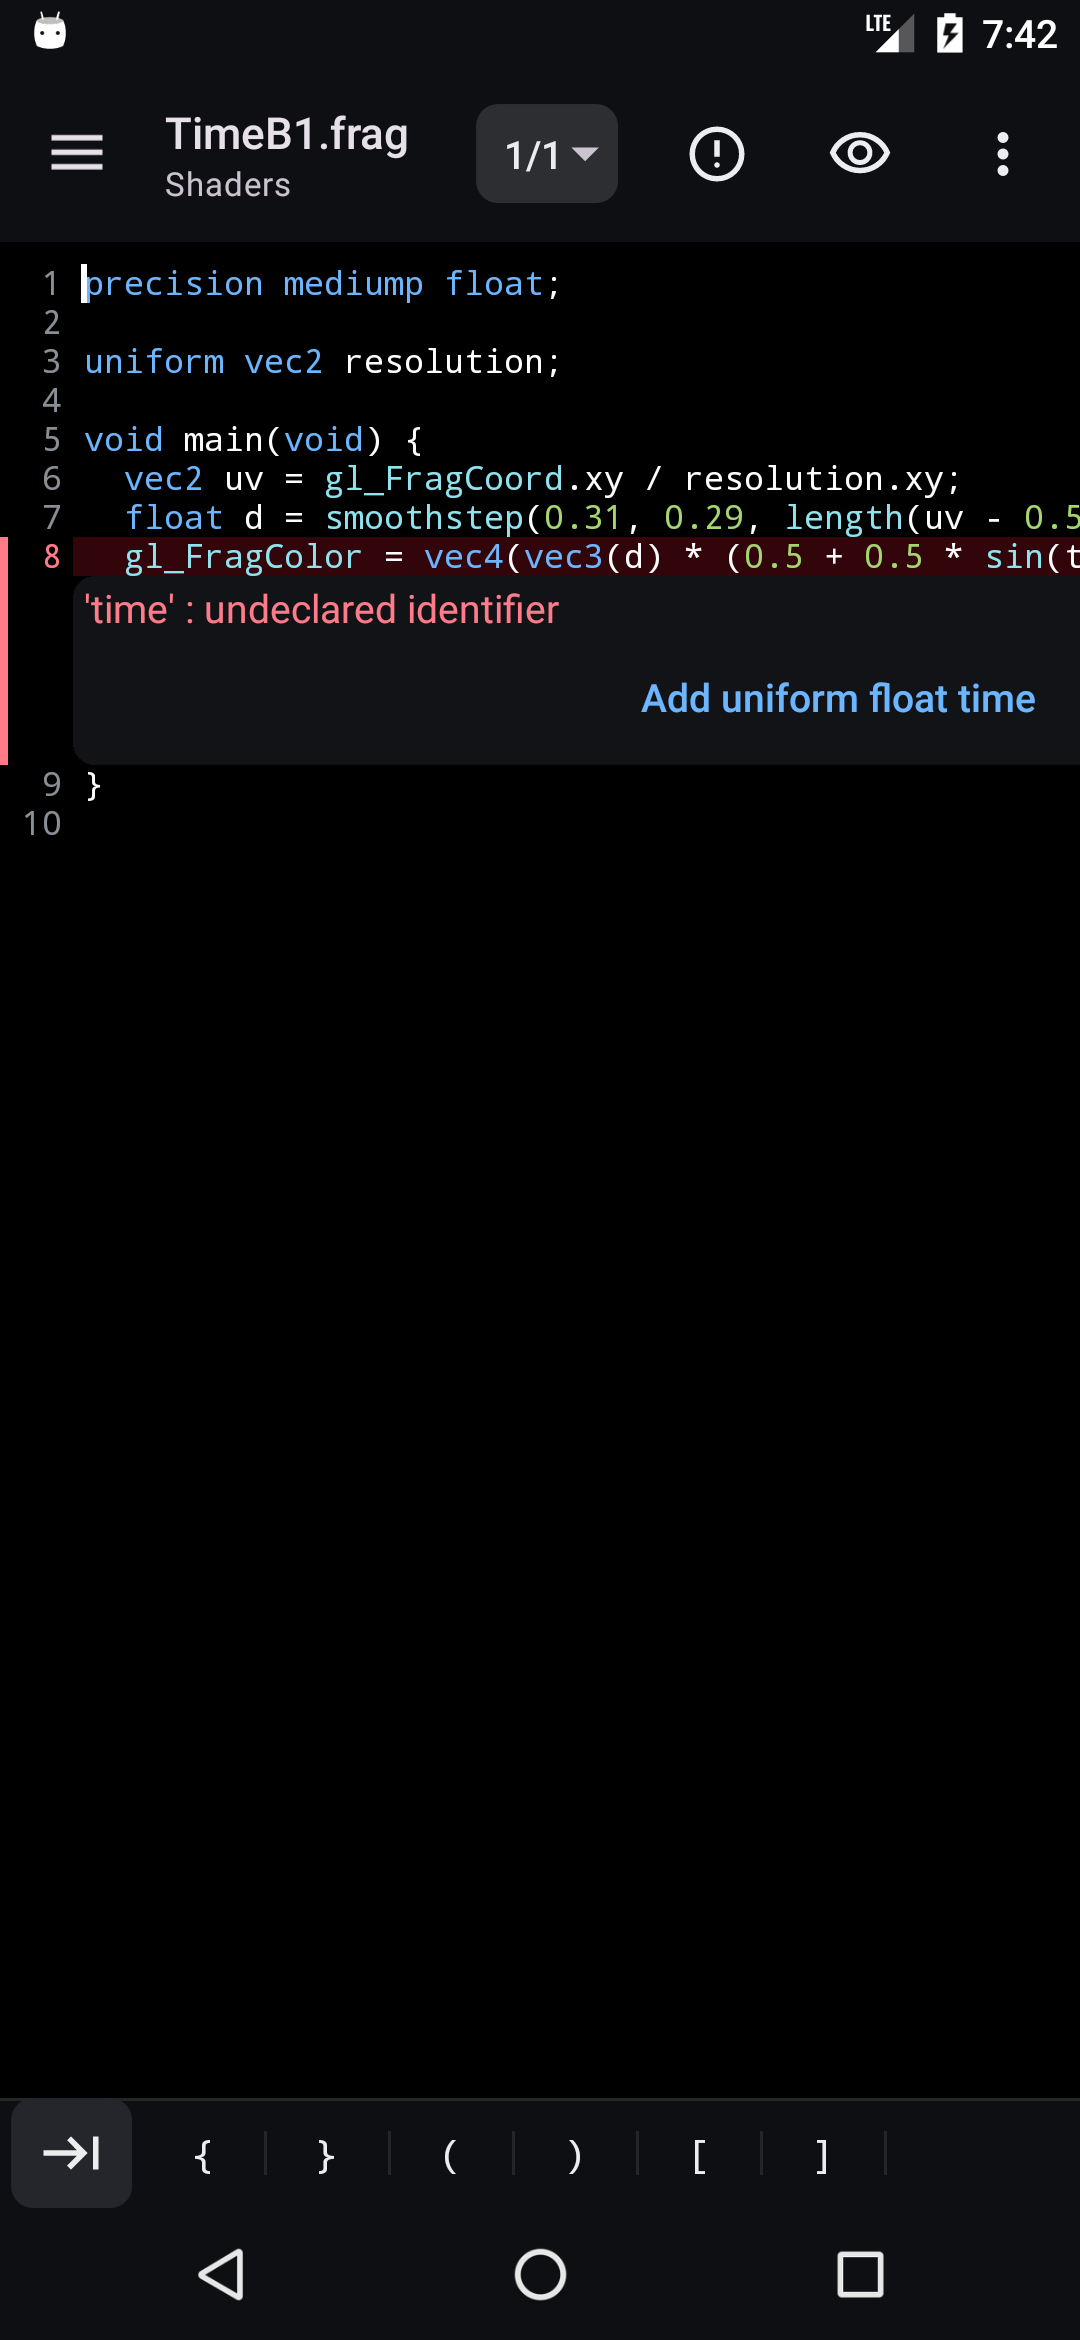 LTE 7:42
TimeB1.frag
Shaders
1/1
1 precision mediump float;
2
3 uniform vec2 resolution;
4
5 void main(void) {
6   vec2 uv = gl_FragCoord.xy / resolution.xy;
7   float d = smoothstep(0.31, 0.29, length(uv - 0.5
8   gl_FragColor = vec4(vec3(d) * (0.5 + 0.5 * sin(t
'time' : undeclared identifier
Add uniform float time
9 }
10
{ } ( ) [ ]